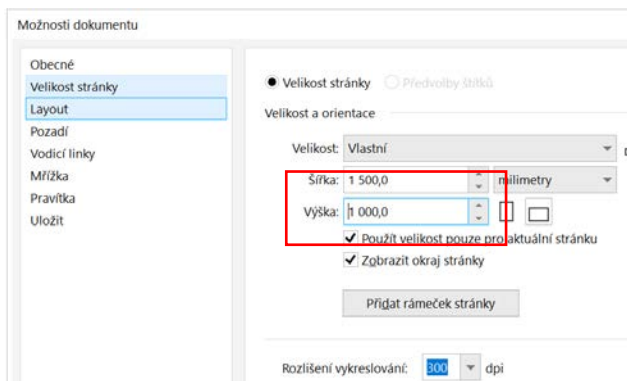 Možnosti dokumentu
Obecné
Velikost stránky
Layout
Pozadí
Vodicí linky
Mřížka
Pravítka
Uložit
Velikost stránky Předvolby štítků
Velikost a orientace
Velikost: Vlastní
Šířka: 1 500,0 milimetry
Výška: 1 000,0
Použít velikost pouze pro aktuální stránku
Zobrazit okraj stránky
Přidat rámeček stránky
Rozlišení vykreslování: 300 dpi